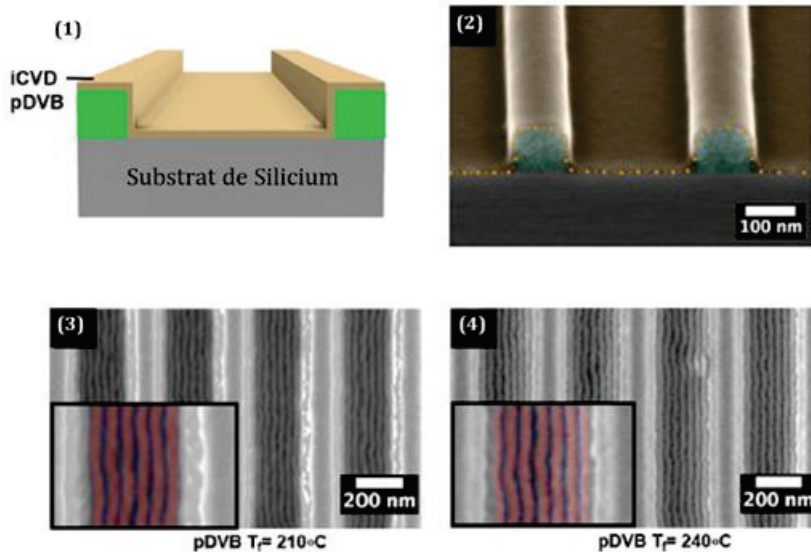 (1)
iCVD
pDVB
Substrat de Silicium
(2)
100 nm
(3)
200 nm
pDVB Tf= 210∘C
(4)
200 nm
pDVB Tf= 240∘C